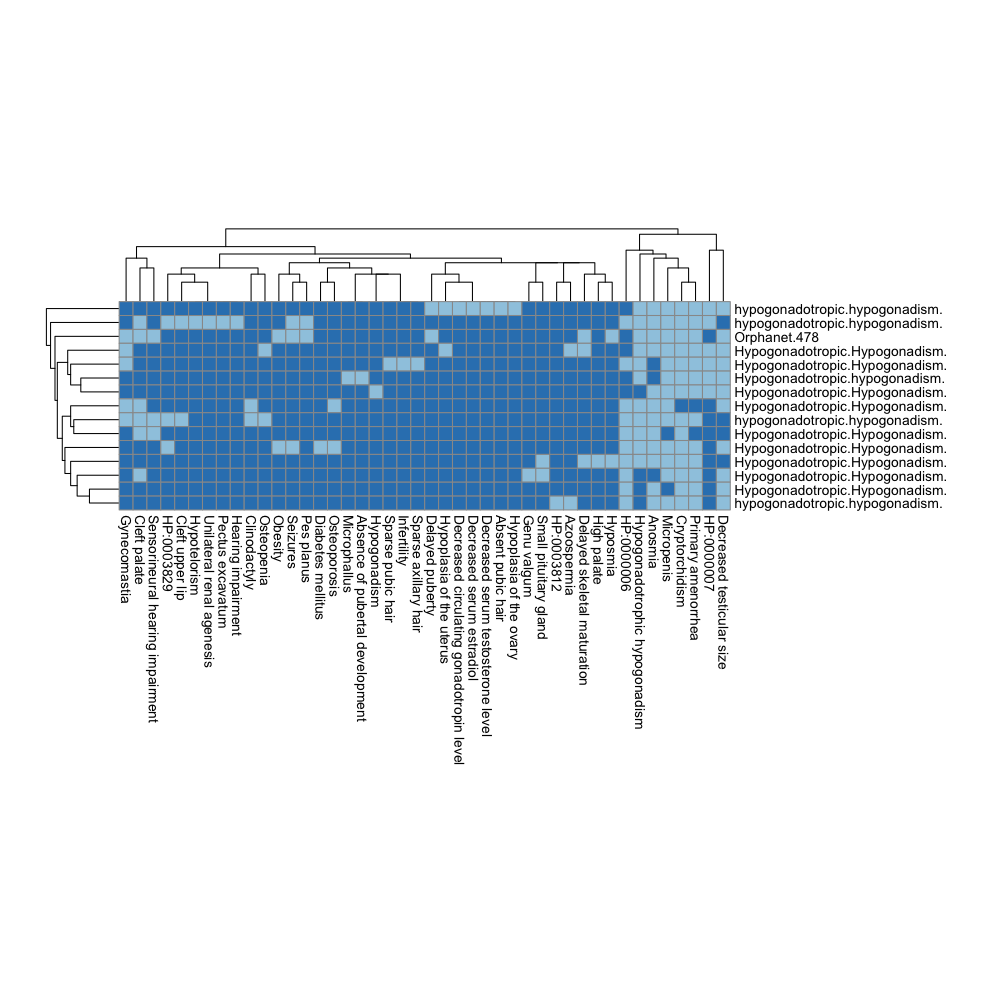 hypogonadotropic.hypogonadism.
hypogonadotropic.hypogonadism.
Orphanet.478
Hypogonadotropic.Hypogonadism.
Hypogonadotropic.Hypogonadism.
Hypogonadotropic.hypogonadism.
Hypogonadotropic.Hypogonadism.
Hypogonadotropic.Hypogonadism.
hypogonadotropic.hypogonadism.
Hypogonadotropic.Hypogonadism.
Hypogonadotropic.Hypogonadism.
Hypogonadotropic.Hypogonadism.
Hypogonadotropic.Hypogonadism.
Hypogonadotropic.Hypogonadism.
hypogonadotropic.hypogonadism.
Gynecomastia
Cleft palate
Sensorineural hearing impairment
HP:0003829
Cleft upper lip
Hypotelorism
Unilateral renal agenesis
Pectus excavatum
Hearing impairment
Clinodactyly
Osteopenia
Obesity
Seizures
Pes planus
Diabetes mellitus
Osteoporosis
Microphallus
Absence of pubertal development
Hypogonadism
Sparse pubic hair
Infertility
Sparse axillary hair
Delayed puberty
Hypoplasia of the uterus
Decreased circulating gonadotropin level
Decreased serum estradiol
Decreased serum testosterone level
Absent pubic hair
Hypoplasia of the ovary
Genu valgum
Small pituitary gland
HP:0003812
Azoospermia
Delayed skeletal maturation
High palate
Hyposmia
HP:0000006
Hypogonadotrophic hypogonadism
Anosmia
Micropenis
Cryptorchidism
Primary amenorrhea
HP:0000007
Decreased testicular size